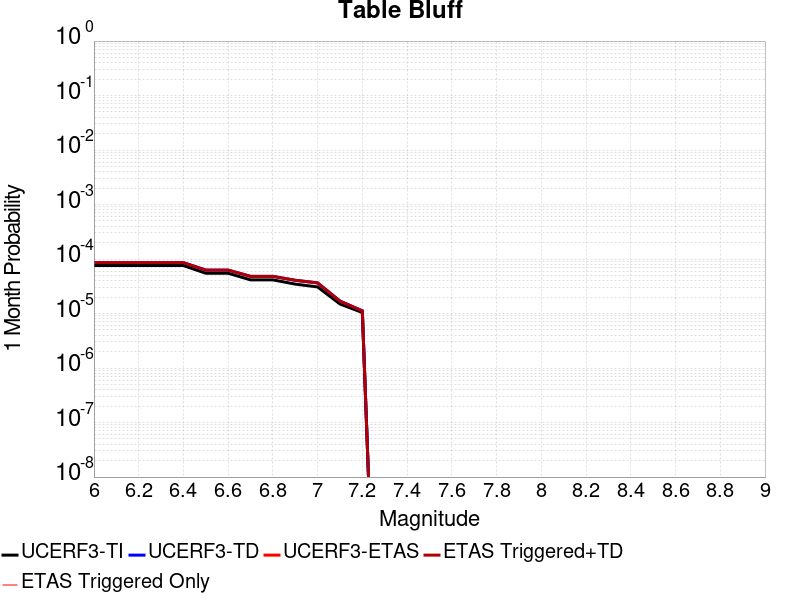 Table Bluff
10^0
10^-1
10^-2
10^-3
10^-4
10^-5
10^-6
10^-7
10^-8
1 Month Probability
6 6.2 6.4 6.6 6.8 7 7.2 7.4 7.6 7.8 8 8.2 8.4 8.6 8.8 9
Magnitude
UCERF3-TI UCERF3-TD UCERF3-ETAS ETAS Triggered+TD
ETAS Triggered Only